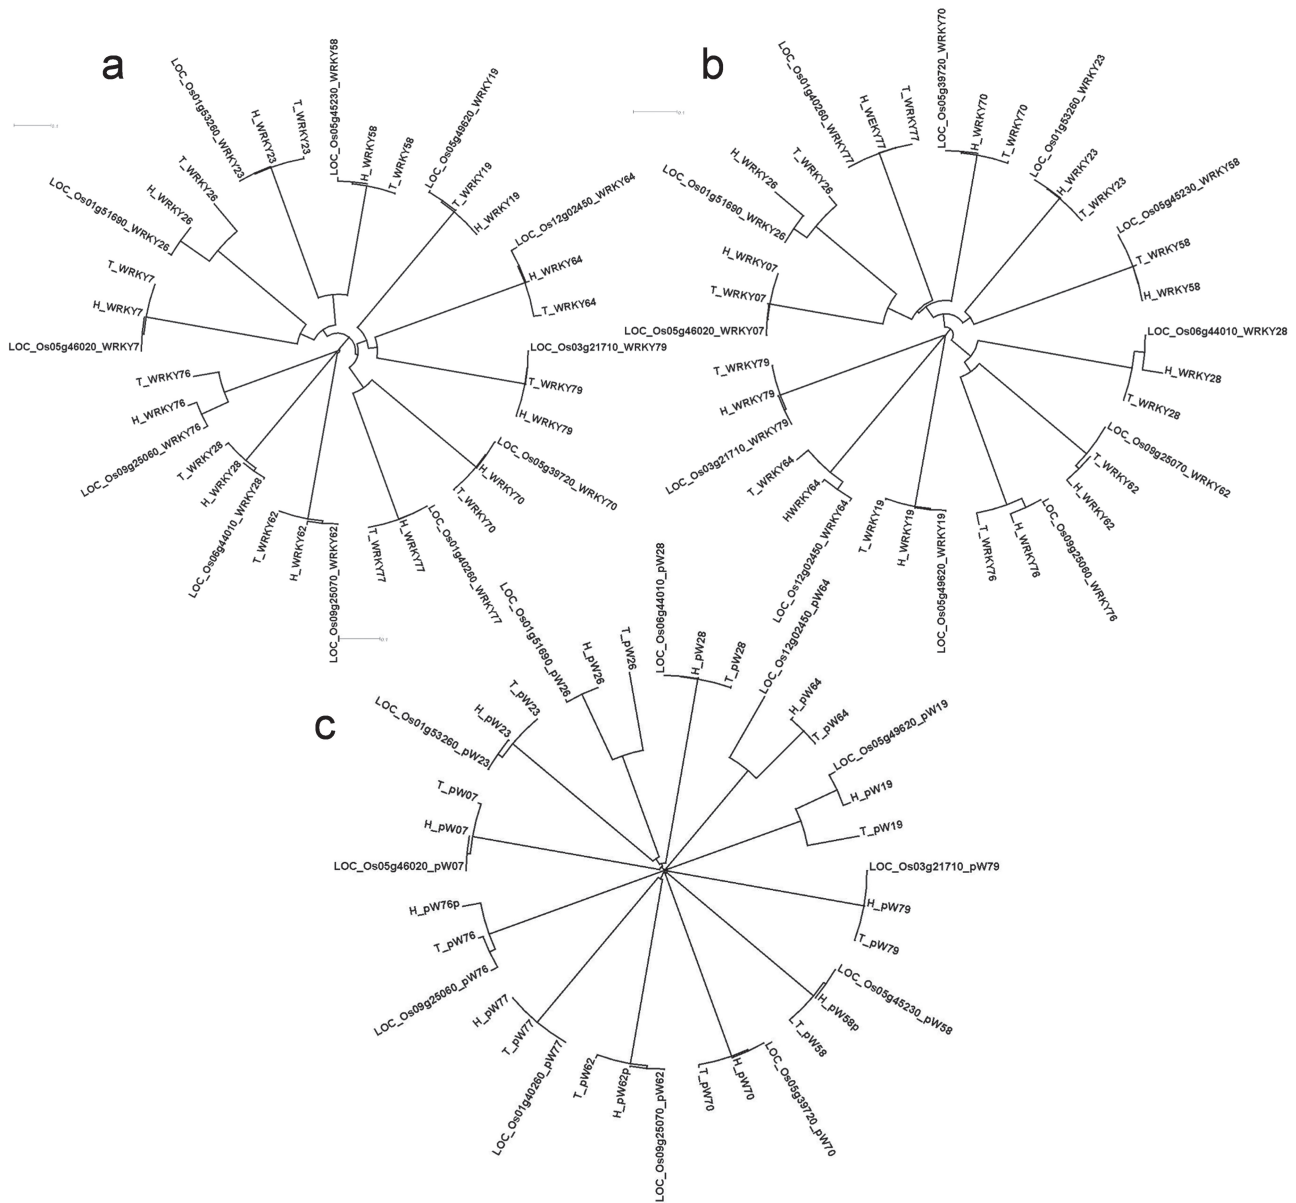 a
LOC_Os01g53260_WRKY23
H_WRKY23
T_WRKY23
LOC_Os05g45230_WRKY58
H_WRKY58
T_WRKY58
LOC_Os05g49620_WRKY19
T_WRKY19
H_WRKY19
LOC_Os12g02450_WRKY64
H_WRKY64
T_WRKY64
LOC_Os03g21710_WRKY79
T_WRKY79
H_WRKY79
LOC_Os05g39720_WRKY70
H_WRKY70
T_WRKY70
LOC_Os01g40260_WRKY77
H_WRKY77
T_WRKY77
LOC_Os09g25070_WRKY62
H_WRKY62
T_WRKY62
LOC_Os06g44010_WRKY28
H_WRKY28
T_WRKY28
LOC_Os09g25060_WRKY76
H_WRKY76
T_WRKY76
LOC_Os05g46020_WRKY7
H_WRKY7
T_WRKY7
LOC_Os01g51690_WRKY26
H_WRKY26
T_WRKY26
b
LOC_Os01g40260_WRKY77
H_WEKY77
T_WRKY77
LOC_Os05g39720_WRKY70
H_WRKY70
T_WRKY70
LOC_Os01g53260_WRKY23
H_WRKY23
T_WRKY23
LOC_Os05g45230_WRKY58
T_WRKY58
H_WRKY58
LOC_Os06g44010_WRKY28
H_WRKY28
T_WRKY28
LOC_Os09g25070_WRKY62
T_WRKY62
H_WRKY62
LOC_Os09g25060_WRKY76
H_WRKY76
T_WRKY76
LOC_Os05g49620_WRKY19
H_WRKY19
T_WRKY19
LOC_Os12g02450_WRKY64
HWRKY64
T_WRKY64
LOC_Os03g21710_WRKY79
H_WRKY79
T_WRKY79
LOC_Os05g46020_WRKY07
T_WRKY07
H_WRKY07
LOC_Os01g51690_WRKY26
H_WRKY26
T_WRKY26
c
LOC_Os01g51690_pW26
H_pW26
T_pW26
LOC_Os06g44010_pW28
H_pW28
T_pW28
LOC_Os12g02450_pW64
H_pW64
T_pW64
LOC_Os05g49620_pW19
H_pW19
T_pW19
LOC_Os03g21710_pW79
H_pW79
T_pW79
LOC_Os05g45230_pW58
H_pW58p
T_pW58
LOC_Os05g39720_pW70
H_pW70
T_pW70
LOC_Os09g25070_pW62
H_pW62p
T_pW62
LOC_Os01g40260_pW77
T_pW77
H_pW77
LOC_Os09g25060_pW76
T_pW76
H_pW76p
LOC_Os05g46020_pW07
H_pW07
T_pW07
LOC_Os01g53260_pW23
H_pW23
T_pW23